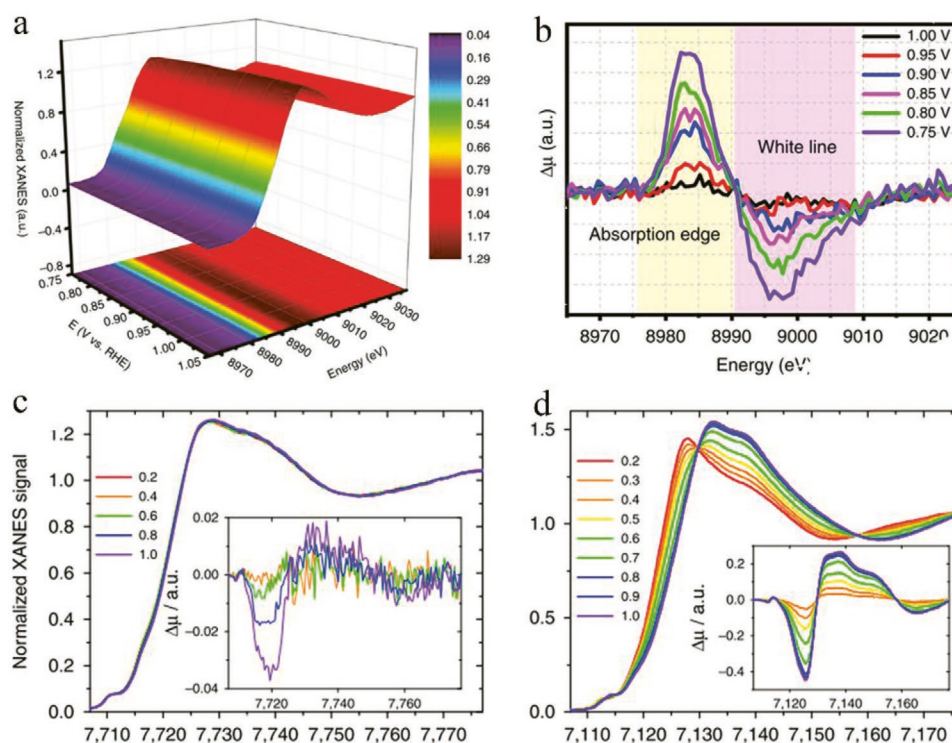 a
Normalized XANES (a.u.)
1.2
0.8
0.4
0.0
−0.4
−0.8
0.75
0.80
0.85
0.90
0.95
1.00
1.05
E (V vs. RHE)
8970
8980
8990
9000
9010
9020
9030
Energy (eV)
0.04
0.16
0.29
0.41
0.54
0.66
0.79
0.91
1.04
1.17
1.29
b
Δμ (a.u.)
1.00 V
0.95 V
0.90 V
0.85 V
0.80 V
0.75 V
White line
Absorption edge
8970 8980 8990 9000 9010 9020
Energy (eV)
c
Normalized XANES signal
1.2
1.0
0.8
0.6
0.4
0.2
0.0
0.2
0.4
0.6
0.8
1.0
Δμ / a.u.
0.02
0.00
−0.02
−0.04
7,720 7,740 7,760
7,710 7,720 7,730 7,740 7,750 7,760 7,770
d
1.5
1.0
0.5
0.0
0.2
0.3
0.4
0.5
0.6
0.7
0.8
0.9
1.0
Δμ / a.u.
0.2
0.0
−0.2
−0.4
7,120 7,140 7,160
7,110 7,120 7,130 7,140 7,150 7,160 7,170